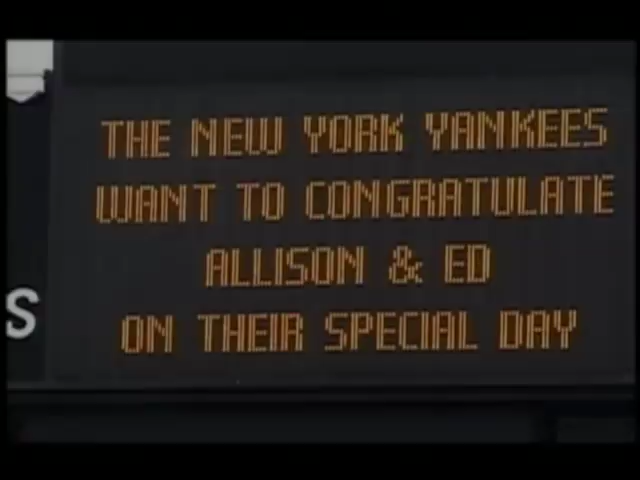 THE NEW YORK YANKEES
WANT TO CONGRATULATE
ALLISON & ED
ON THEIR SPECIAL DAY
S